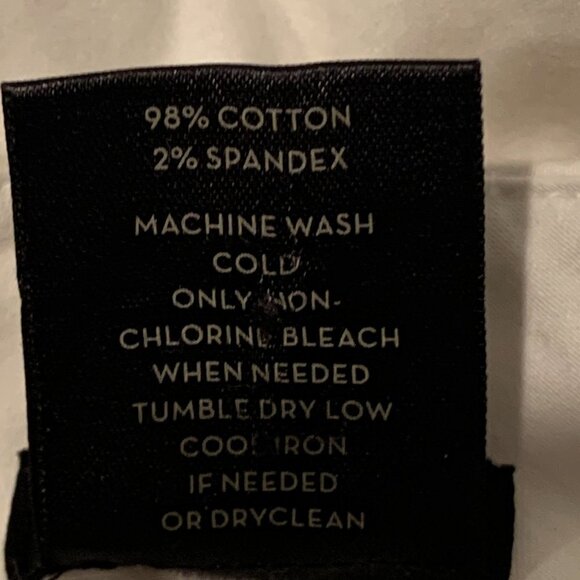 98% COTTON
2% SPANDEX
MACHINE WASH
COLD
ONLY NON-
CHLORINE BLEACH
WHEN NEEDED
TUMBLE DRY LOW
COOL IRON
IF NEEDED
OR DRYCLEAN